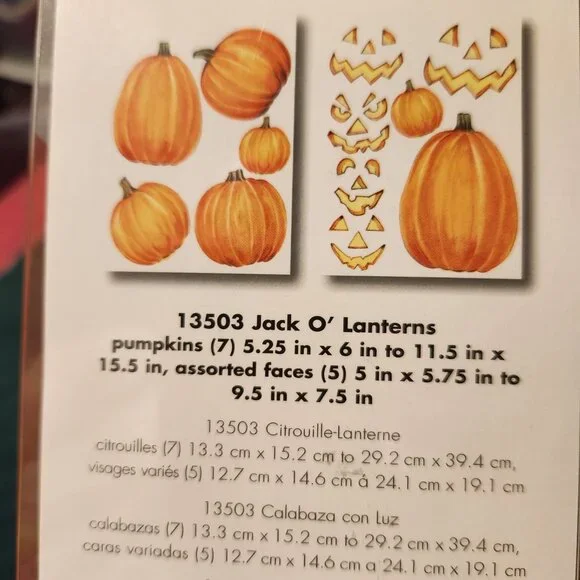 13503 Jack O' Lanterns
pumpkins (7) 5.25 in x 6 in to 11.5 in x
15.5 in, assorted faces (5) 5 in x 5.75 in to
9.5 in x 7.5 in
13503 Citrouille-Lanterne
citrouilles (7) 13.3 cm x 15.2 cm to 29.2 cm x 39.4 cm,
visages variés (5) 12.7 cm x 14.6 cm á 24.1 cm x 19.1 cm
13503 Calabaza con Luz
calabazas (7) 13.3 cm x 15.2 cm to 29.2 cm x 39.4 cm,
caras variadas (5) 12.7 cm x 14.6 cm a 24.1 cm x 19.1 cm